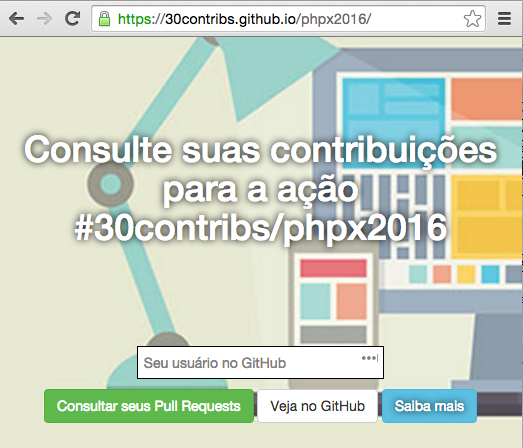 https://30contribs.github.io/phpx2016/
Consulte suas contribuições
para a ação
#30contribs/phpx2016
Seu usuário no GitHub
Consultar seus Pull Requests
Veja no GitHub
Saiba mais